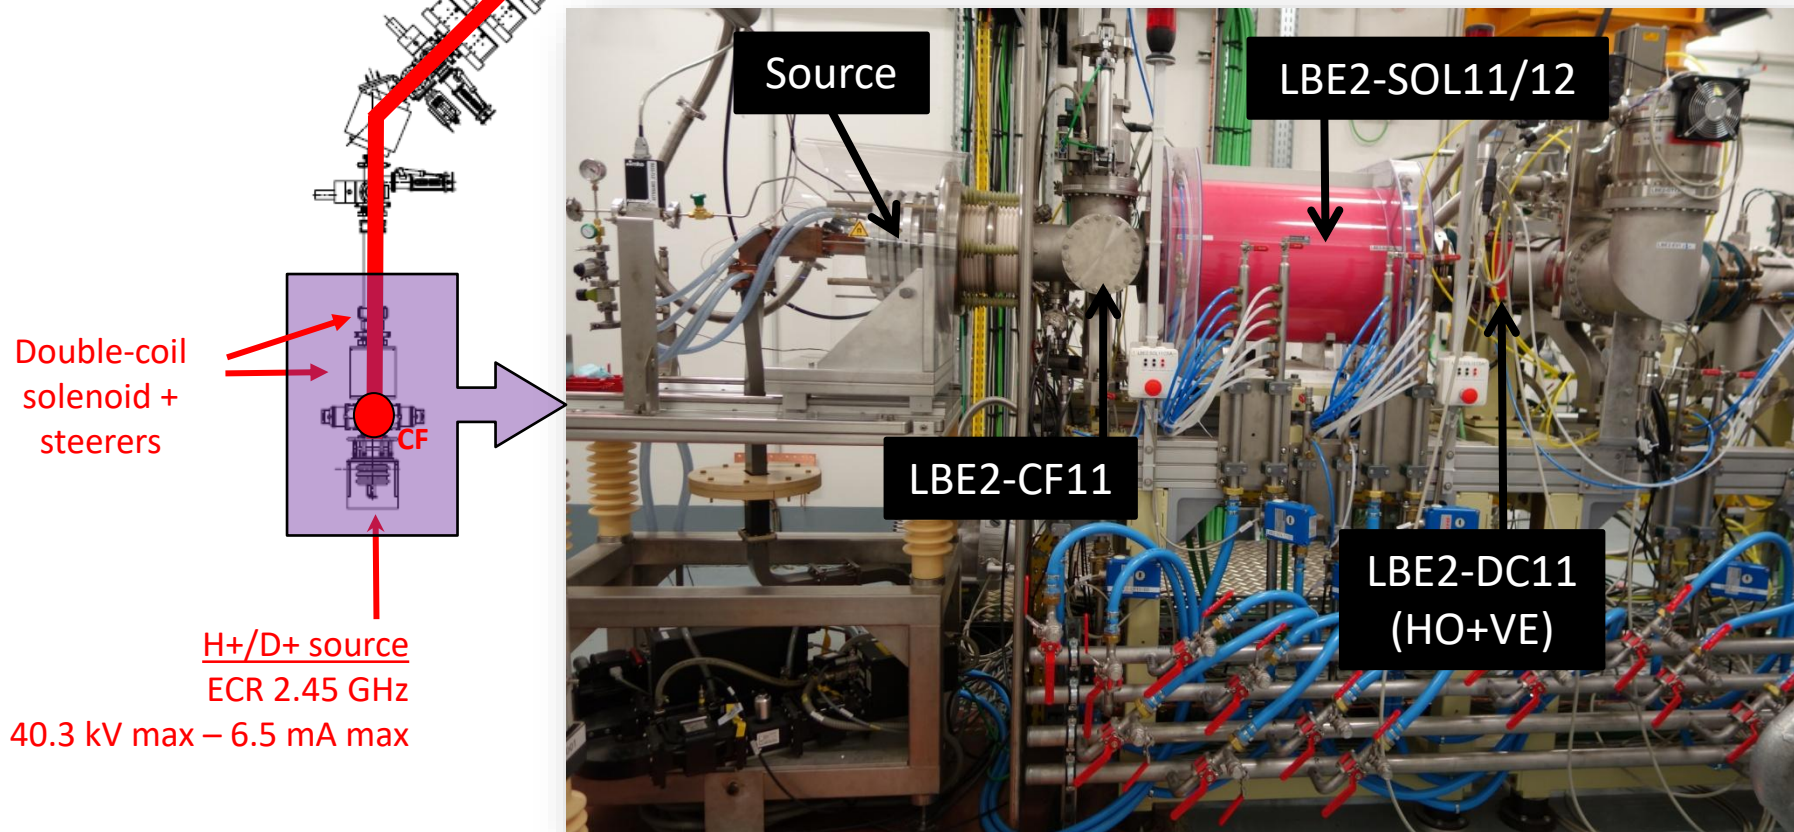 Source
LBE2-SOL11/12
Double-coil
solenoid +
steerers
CF
LBE2-CF11
LBE2-DC11
(HO+VE)
H+/D+ source
ECR 2.45 GHz
40.3 kV max – 6.5 mA max